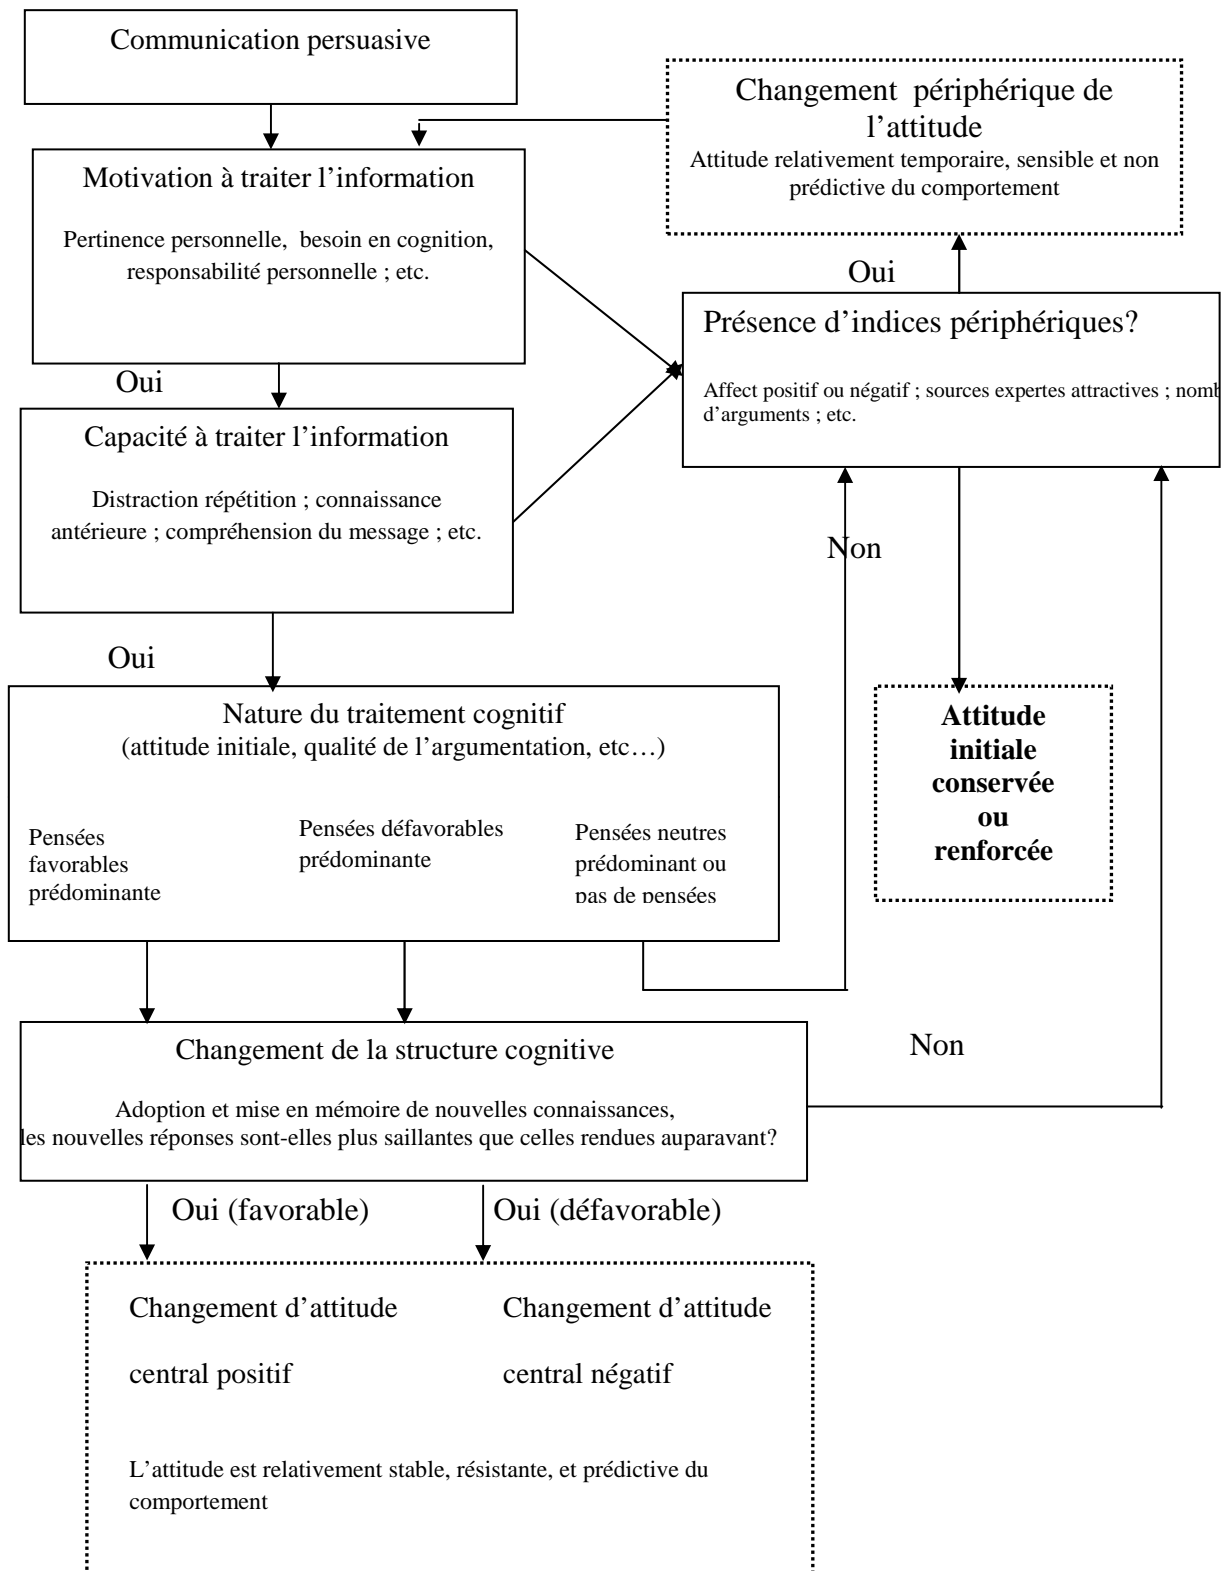 Communication persuasive
Changement périphérique de
l’attitude
Attitude relativement temporaire, sensible et non
prédictive du comportement
Motivation à traiter l’information
Pertinence personnelle, besoin en cognition,
responsabilité personnelle ; etc.
Oui
Présence d’indices périphériques?
Affect positif ou négatif ; sources expertes attractives ; nomb
d’arguments ; etc.
Oui
Capacité à traiter l’information
Distraction répétition ; connaissance
antérieure ; compréhension du message ; etc.
Non
Oui
Nature du traitement cognitif
(attitude initiale, qualité de l’argumentation, etc…)
Pensées
favorables
prédominante
Pensées défavorables
prédominante
Pensées neutres
prédominant ou
pas de pensées
Attitude
initiale
conservée
ou
renforcée
Changement de la structure cognitive
Adoption et mise en mémoire de nouvelles connaissances,
les nouvelles réponses sont-elles plus saillantes que celles rendues auparavant?
Non
Oui (favorable)
Oui (défavorable)
Changement d’attitude
central positif
Changement d’attitude
central négatif
L’attitude est relativement stable, résistante, et prédictive du
comportement